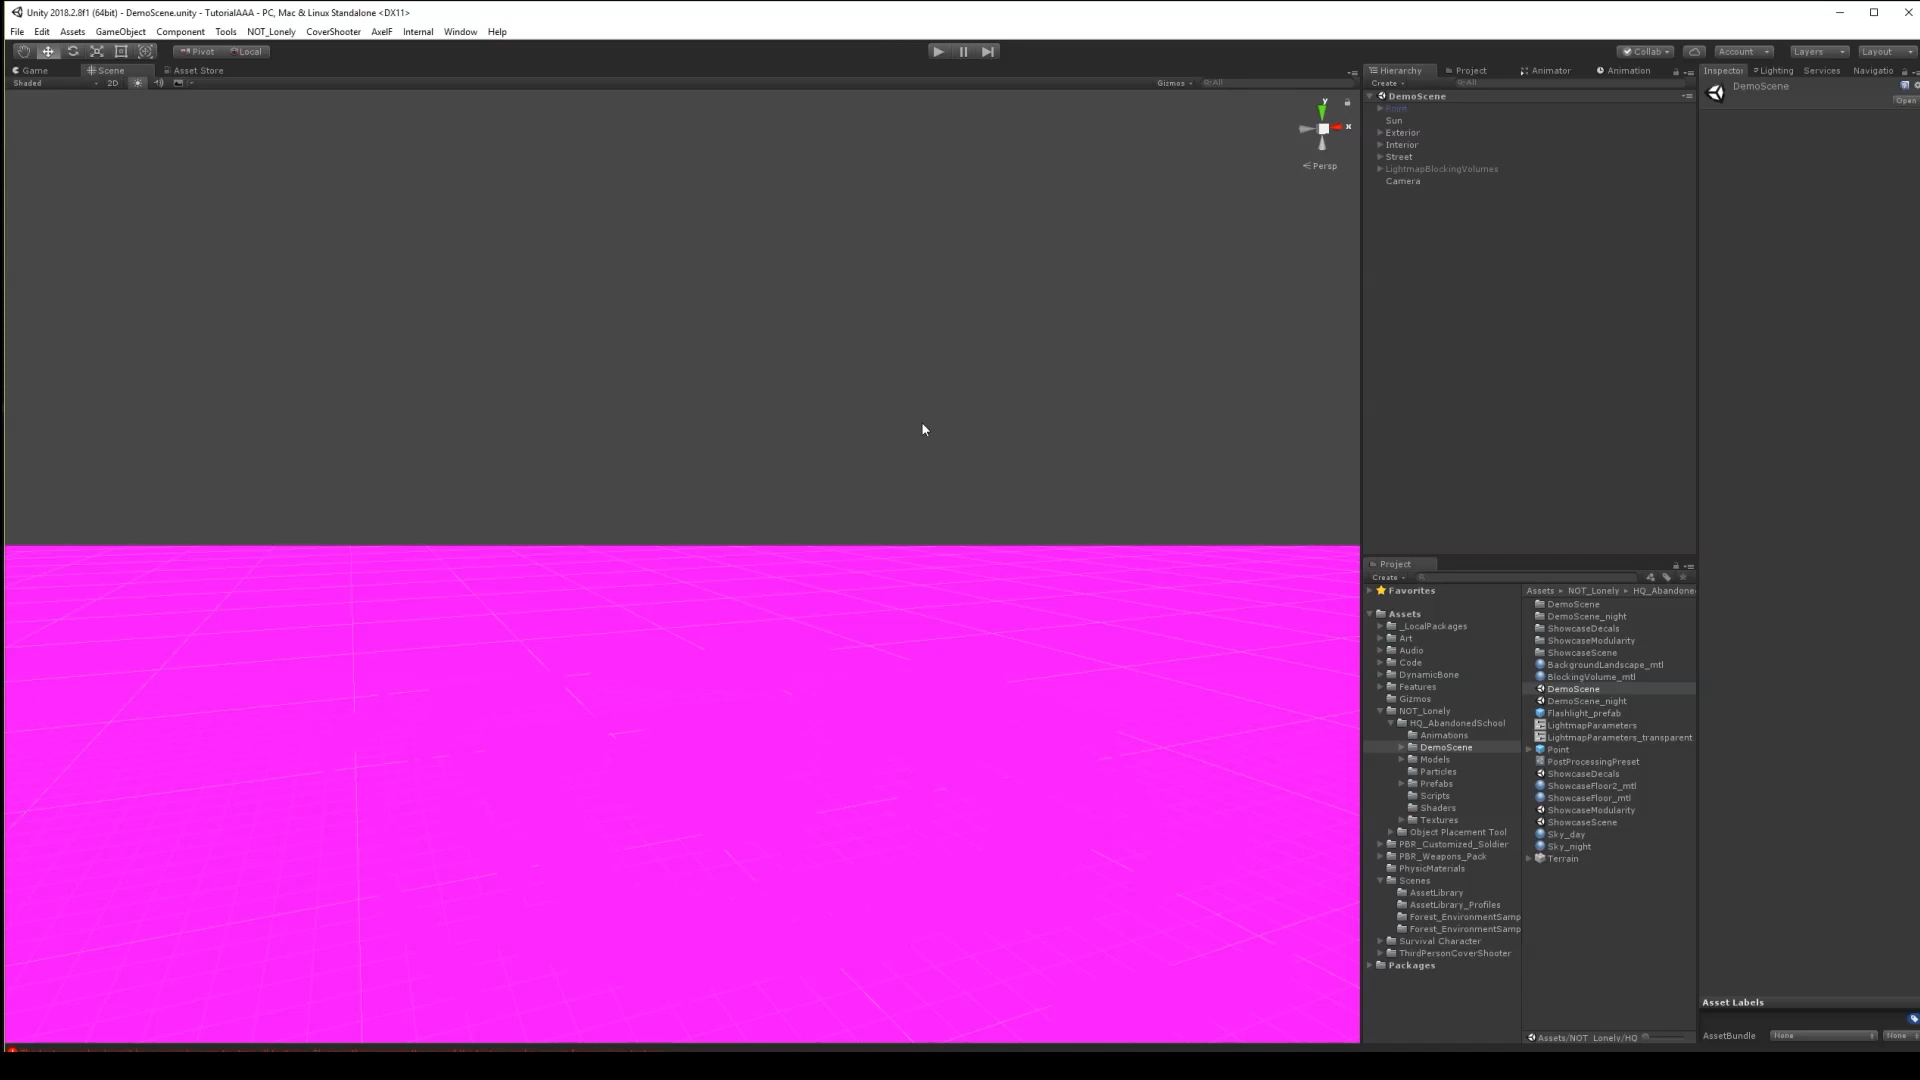 Unity 2018.2.8f1 (64bit) - DemoScene.unity - TutorialAAA - PC, Mac & Linux Standalone <DX11>
File Edit Assets GameObject Component Tools NOT_Lonely CoverShooter AxelF Internal Window Help
Pivot Local Collab Account Layers Layout
Game Scene Asset Store
Shaded 2D Gizmos All
y
x
Persp
Hierarchy Project Animator Animation
Create All
DemoScene
Point
Sun
Exterior
Interior
Street
LightmapBlockingVolumes
Camera
Project
Create
Favorites
Assets
_LocalPackages
Art
Audio
Code
DynamicBone
Features
Gizmos
NOT_Lonely
HQ_AbandonedSchool
Animations
DemoScene
Models
Particles
Prefabs
Scripts
Shaders
Textures
Object Placement Tool
PBR_Customized_Soldier
PBR_Weapons_Pack
PhysicMaterials
Scenes
AssetLibrary
AssetLibrary_Profiles
Forest_EnvironmentSamp
Forest_EnvironmentSamp
Survival Character
ThirdPersonCoverShooter
Packages
Assets NOT_Lonely HQ_Abandone
DemoScene
DemoScene_night
ShowcaseDecals
ShowcaseModularity
ShowcaseScene
BackgroundLandscape_mtl
BlockingVolume_mtl
DemoScene
DemoScene_night
Flashlight_prefab
LightmapParameters
LightmapParameters_transparent
Point
PostProcessingPreset
ShowcaseDecals
ShowcaseFloor2_mtl
ShowcaseFloor_mtl
ShowcaseModularity
ShowcaseScene
Sky_day
Sky_night
Terrain
Assets/NOT_Lonely/HQ
Inspector Lighting Services Navigatio
DemoScene
Open
Asset Labels
AssetBundle None None